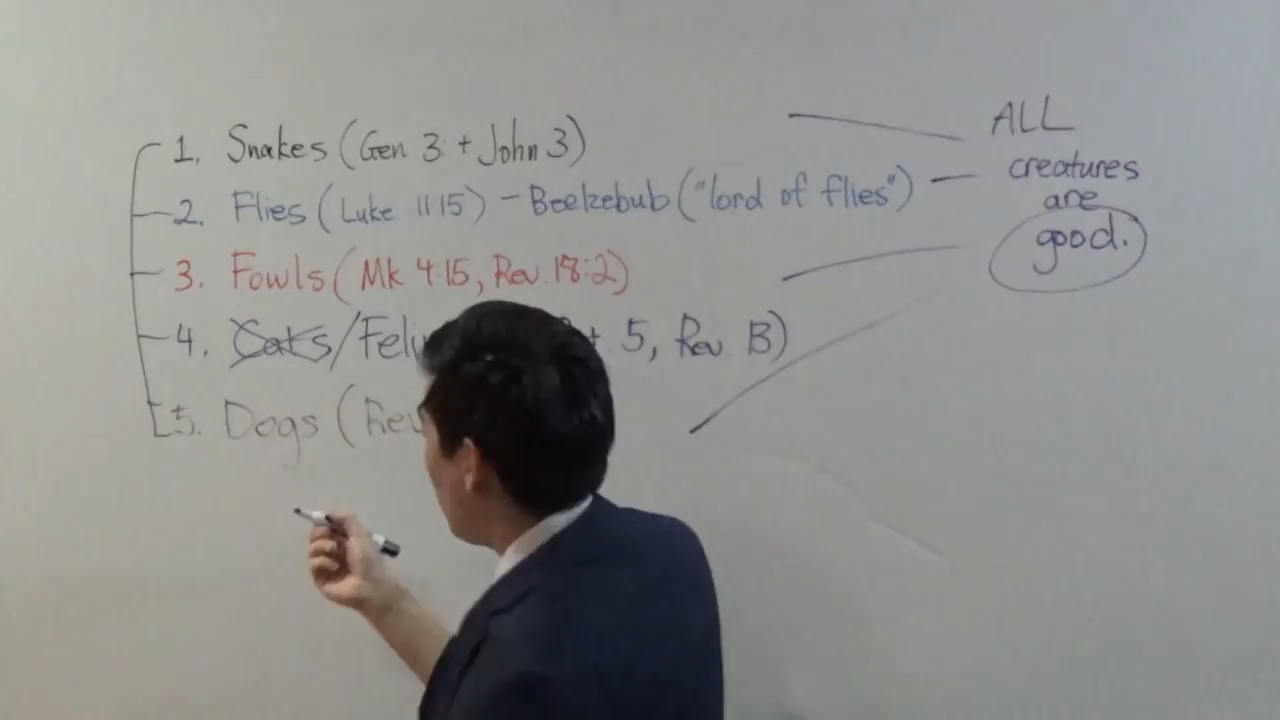 1. Snakes (Gen 3 + John 3)
2. Flies (Luke 11:15) - Beelzebub ("lord of flies")
3. Fowls (Mk 4:15, Rev. 18:2)
4. Cats/Feli 5, Rev. 13)
5. Dogs (Rev
ALL
creatures
are
good.